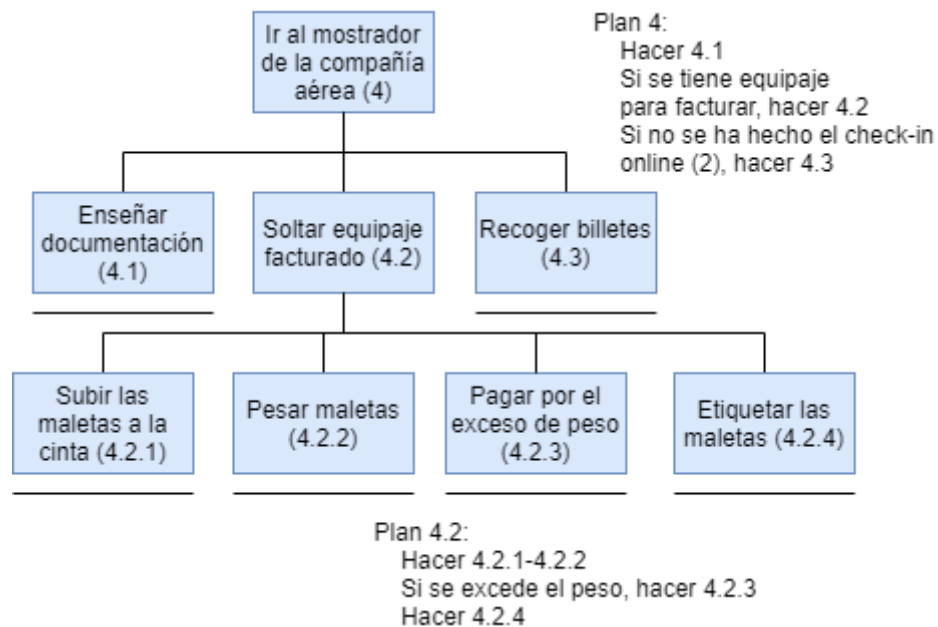 Ir al mostrador
de la compañía
aérea (4)
Plan 4:
Hacer 4.1
Si se tiene equipaje
para facturar, hacer 4.2
Si no se ha hecho el check-in
online (2), hacer 4.3
Enseñar
documentación
(4.1)
Soltar equipaje
facturado (4.2)
Recoger billetes
(4.3)
Subir las
maletas a la
cinta (4.2.1)
Pesar maletas
(4.2.2)
Pagar por el
exceso de peso
(4.2.3)
Etiquetar las
maletas (4.2.4)
Plan 4.2:
Hacer 4.2.1-4.2.2
Si se excede el peso, hacer 4.2.3
Hacer 4.2.4